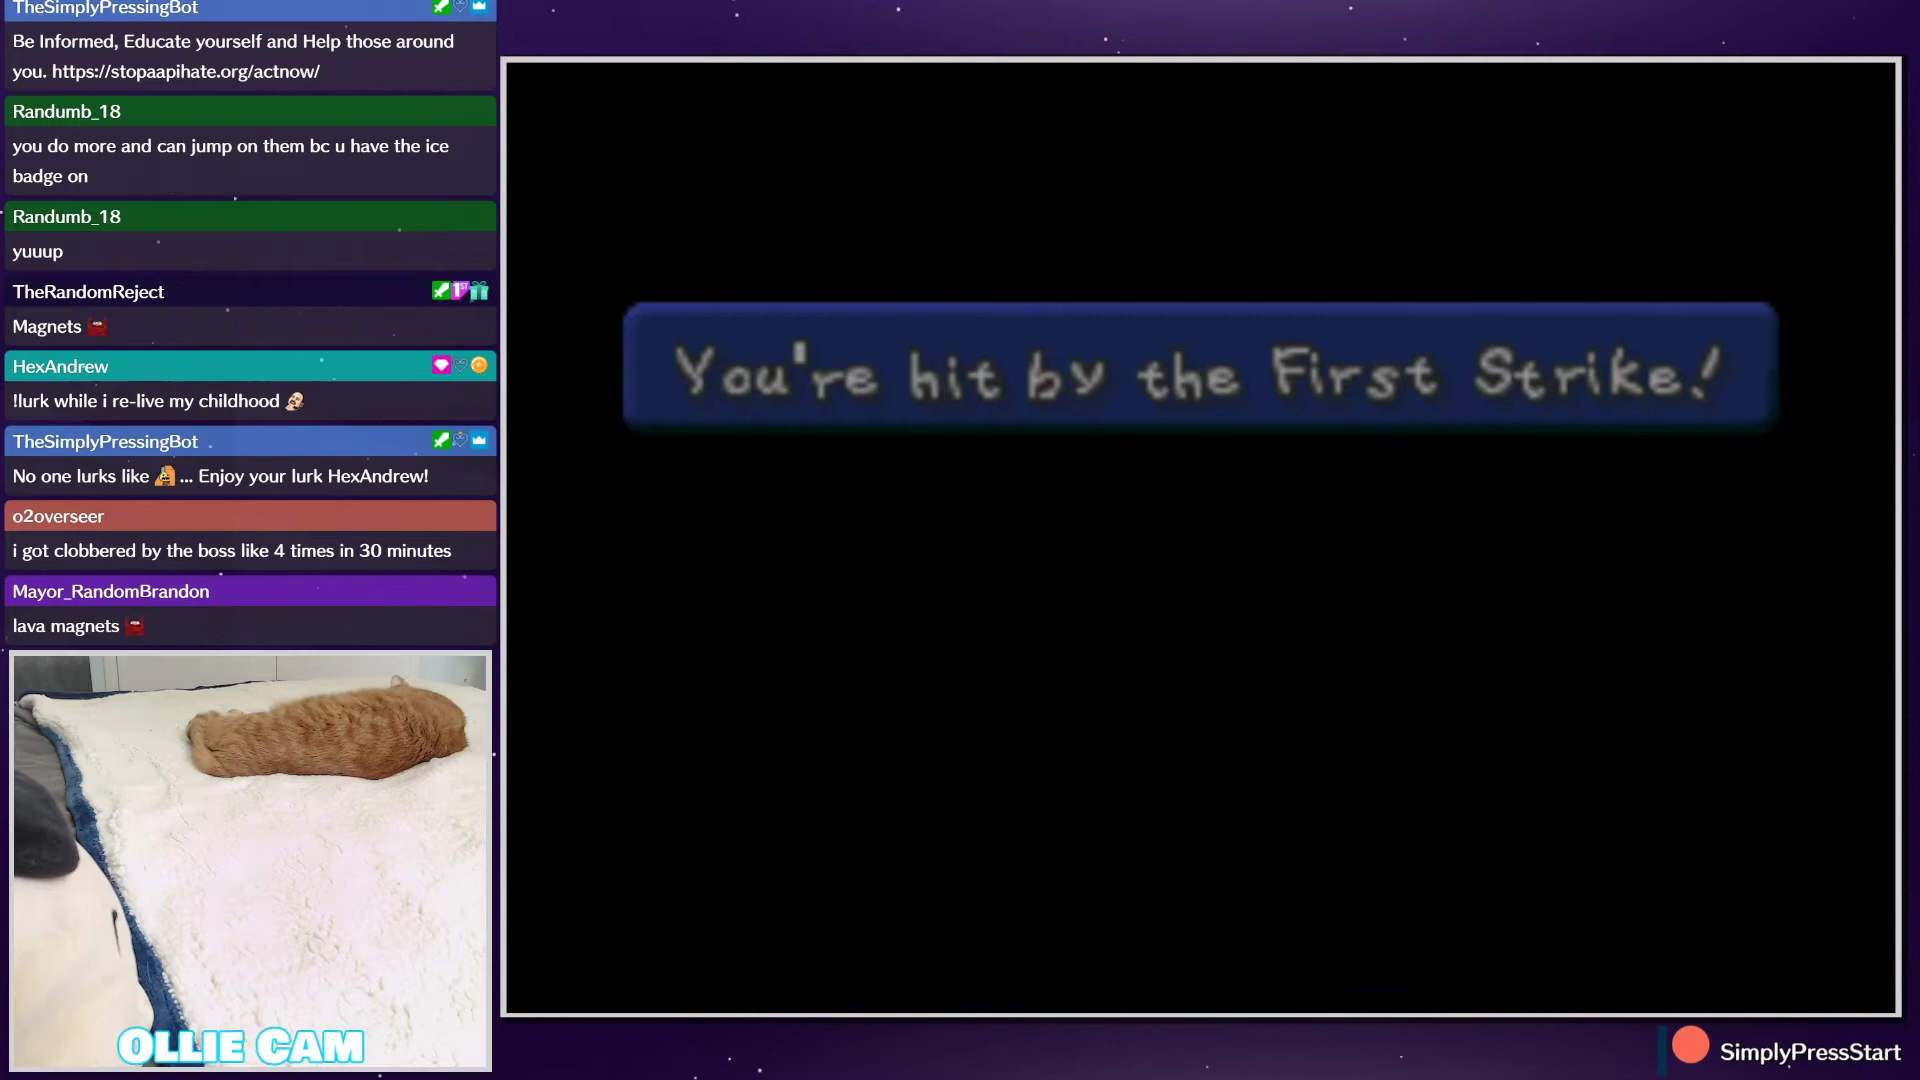 TheSimplyPressingBot
Be Informed, Educate yourself and Help those around
you. https://stopaapihate.org/actnow/
Randumb_18
you do more and can jump on them bc u have the ice
badge on
Randumb_18
yuuup
TheRandomReject
Magnets
HexAndrew
!lurk while i re-live my childhood
TheSimplyPressingBot
No one lurks like ... Enjoy your lurk HexAndrew!
o2overseer
i got clobbered by the boss like 4 times in 30 minutes
Mayor_RandomBrandon
lava magnets
OLLIE CAM
You're hit by the First Strike!
SimplyPressStart